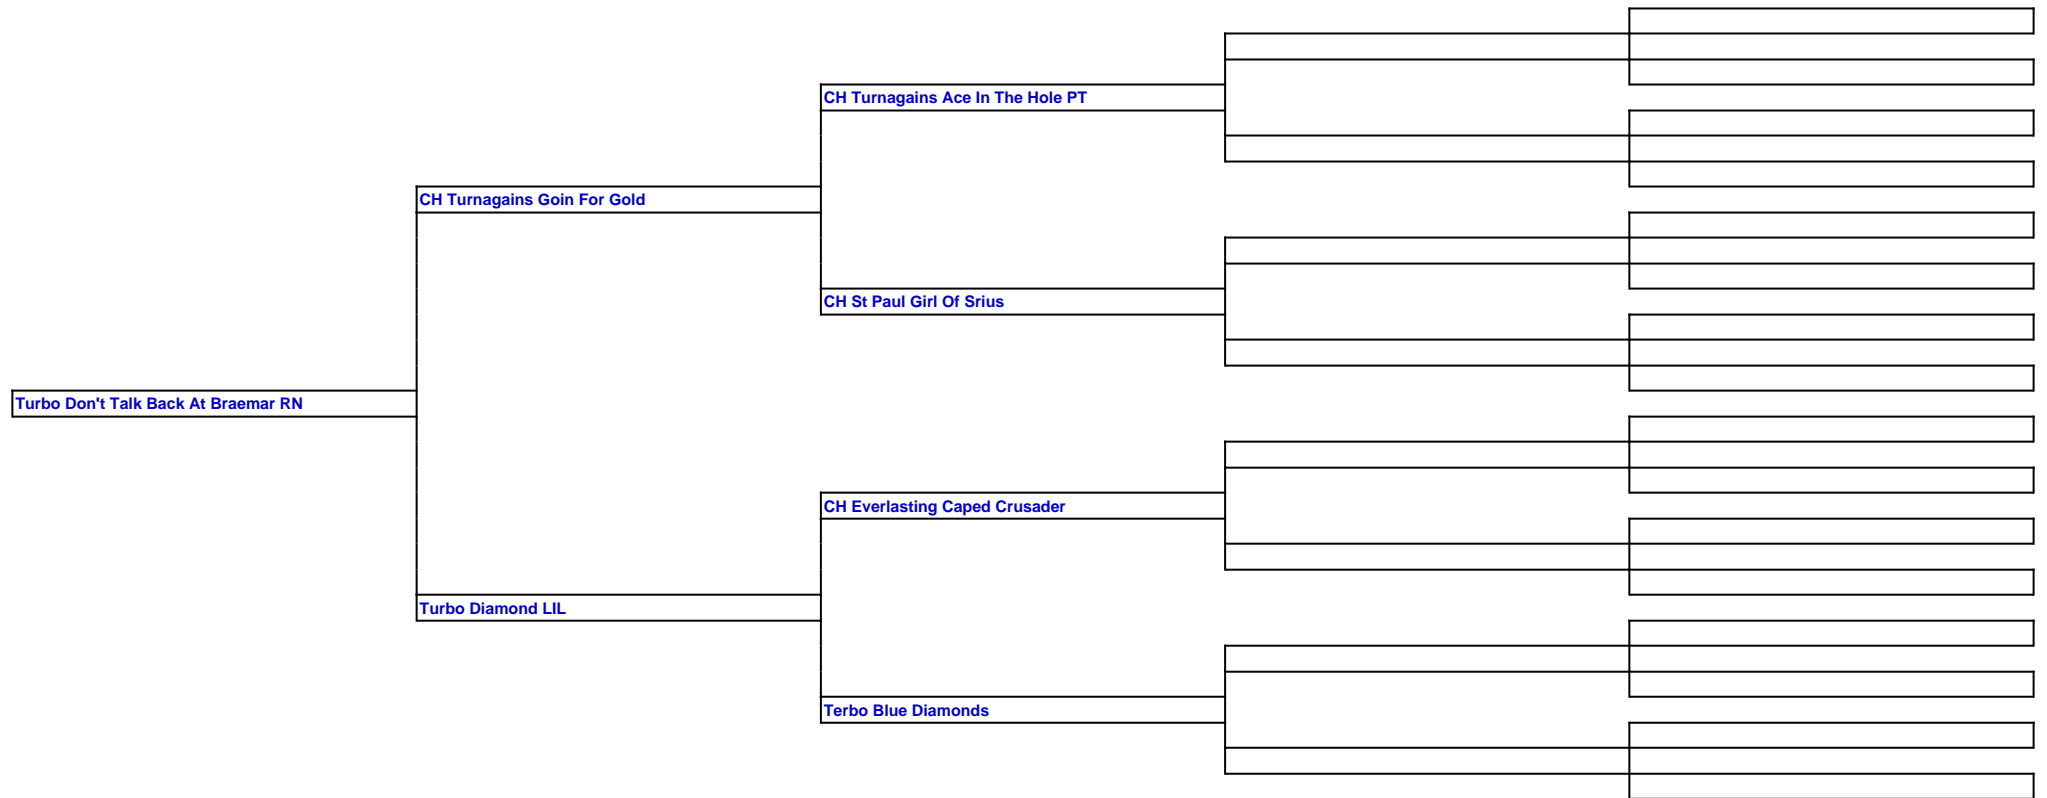 CH Turnagains Ace In The Hole PT
CH Turnagains Goin For Gold
CH St Paul Girl Of Srius
Turbo Don't Talk Back At Braemar RN
CH Everlasting Caped Crusader
Turbo Diamond LIL
Terbo Blue Diamonds